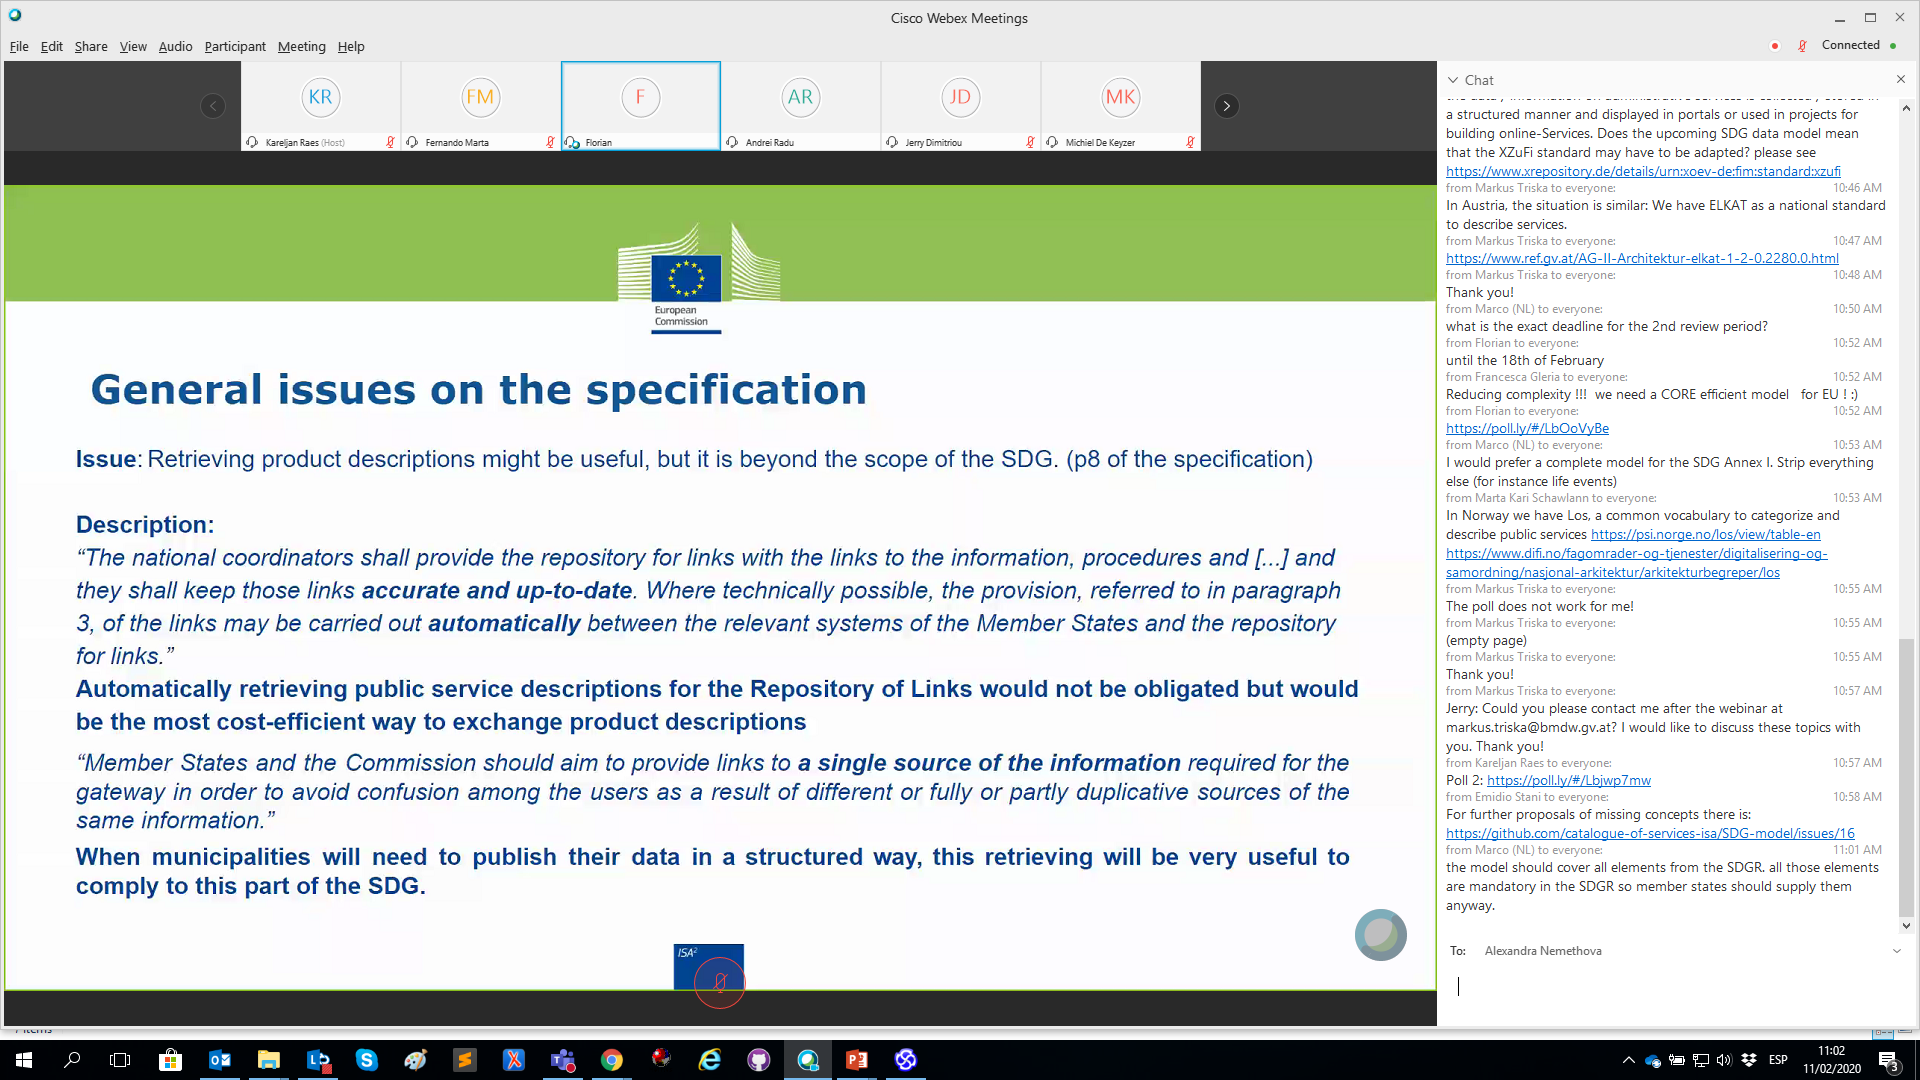 Cisco Webex Meetings
File Edit Share View Audio Participant Meeting Help
Connected
KR
FM
F
AR
JD
MK
Kareljan Raes (Host)
Fernando Marta
Florian
Andrei Radu
Jerry Dimitriou
Michiel De Keyzer
European
Commission
General issues on the specification
Issue: Retrieving product descriptions might be useful, but it is beyond the scope of the SDG. (p8 of the specification)
Description:
“The national coordinators shall provide the repository for links with the links to the information, procedures and [...] and
they shall keep those links accurate and up-to-date. Where technically possible, the provision, referred to in paragraph
3, of the links may be carried out automatically between the relevant systems of the Member States and the repository
for links.”
Automatically retrieving public service descriptions for the Repository of Links would not be obligated but would
be the most cost-efficient way to exchange product descriptions
“Member States and the Commission should aim to provide links to a single source of the information required for the
gateway in order to avoid confusion among the users as a result of different or fully or partly duplicative sources of the
same information.”
When municipalities will need to publish their data in a structured way, this retrieving will be very useful to
comply to this part of the SDG.
ISA²
Chat
the data / information on administrative services is collected / stored in
a structured manner and displayed in portals or used in projects for
building online-Services. Does the upcoming SDG data model mean
that the XZuFi standard may have to be adapted? please see
https://www.xrepository.de/details/urn:xoev-de:fim:standard:xzufi
from Markus Triska to everyone: 10:46 AM
In Austria, the situation is similar: We have ELKAT as a national standard
to describe services.
from Markus Triska to everyone: 10:47 AM
https://www.ref.gv.at/AG-II-Architektur-elkat-1-2-0.2280.0.html
from Markus Triska to everyone: 10:48 AM
Thank you!
from Marco (NL) to everyone: 10:50 AM
what is the exact deadline for the 2nd review period?
from Florian to everyone: 10:52 AM
until the 18th of February
from Francesca Gleria to everyone: 10:52 AM
Reducing complexity !!! we need a CORE efficient model for EU ! :)
from Florian to everyone: 10:52 AM
https://poll.ly/#/LbOoVyBe
from Marco (NL) to everyone: 10:53 AM
I would prefer a complete model for the SDG Annex I. Strip everything
else (for instance life events)
from Marta Kari Schawlann to everyone: 10:53 AM
In Norway we have Los, a common vocabulary to categorize and
describe public services https://psi.norge.no/los/view/table-en
https://www.difi.no/fagomrader-og-tjenester/digitalisering-og-
samordning/nasjonal-arkitektur/arkitekturbegreper/los
from Markus Triska to everyone: 10:55 AM
The poll does not work for me!
from Markus Triska to everyone: 10:55 AM
(empty page)
from Markus Triska to everyone: 10:55 AM
Thank you!
from Markus Triska to everyone: 10:57 AM
Jerry: Could you please contact me after the webinar at
markus.triska@bmdw.gv.at? I would like to discuss these topics with
you. Thank you!
from Kareljan Raes to everyone: 10:57 AM
Poll 2: https://poll.ly/#/Lbjwp7mw
from Emidio Stani to everyone: 10:58 AM
For further proposals of missing concepts there is:
https://github.com/catalogue-of-services-isa/SDG-model/issues/16
from Marco (NL) to everyone: 11:01 AM
the model should cover all elements from the SDGR. all those elements
are mandatory in the SDGR so member states should supply them
anyway.
To: Alexandra Nemethova
ESP
11:02
11/02/2020
3